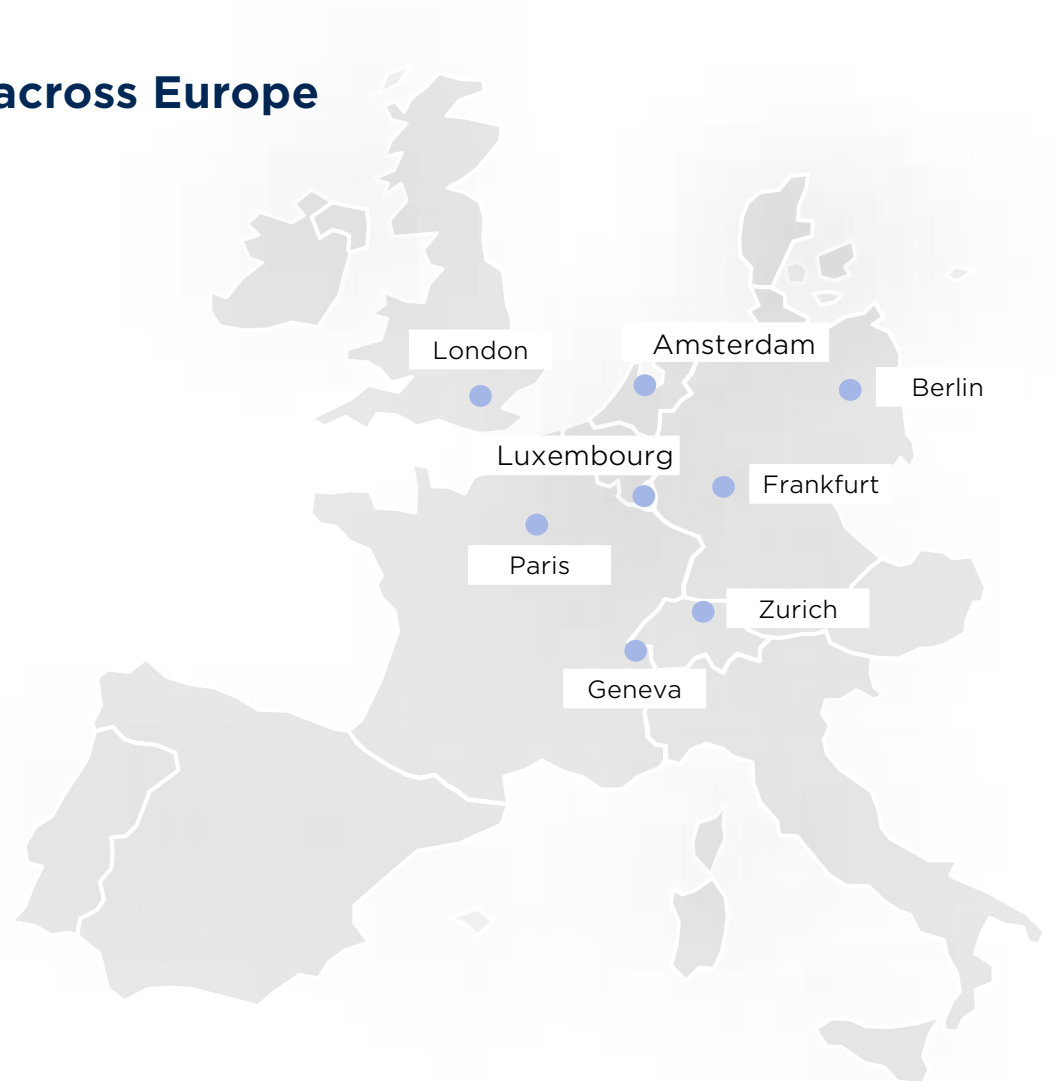 across Europe
London
Amsterdam
Berlin
Luxembourg
Frankfurt
Paris
Zurich
Geneva